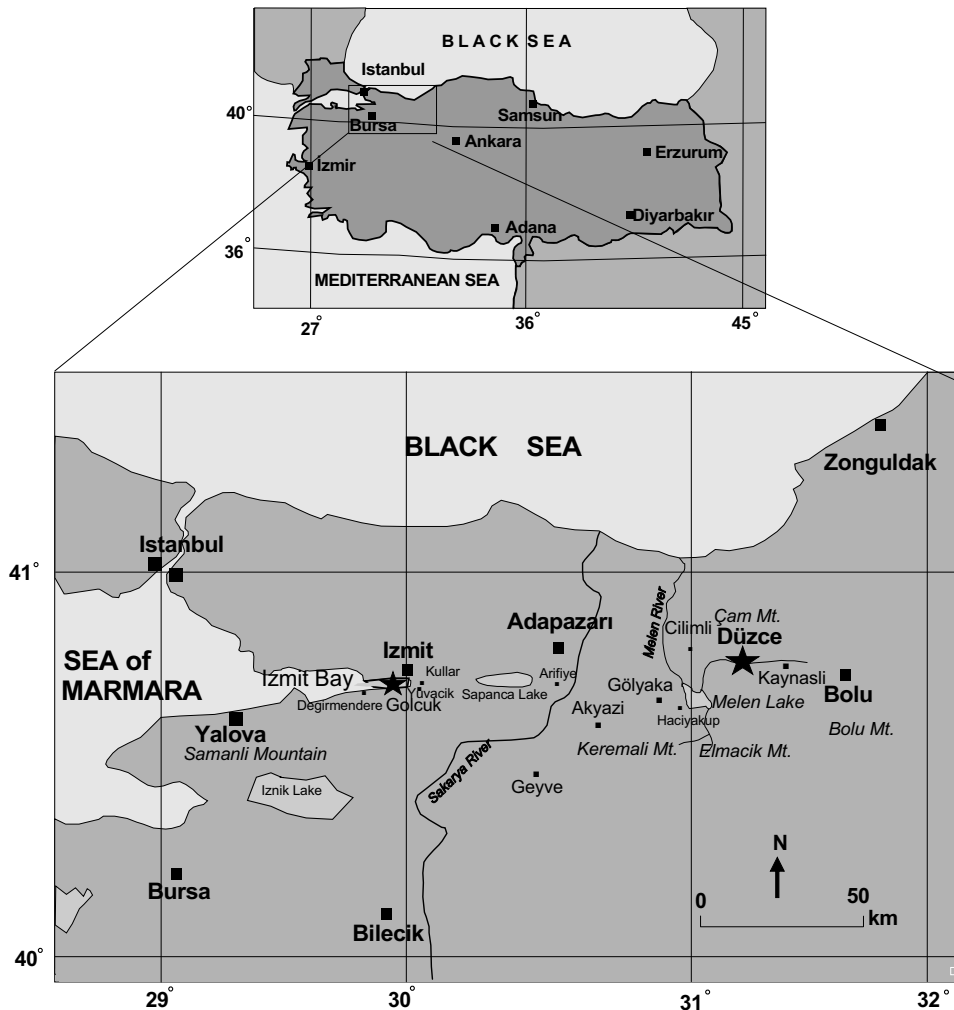 BLACK SEA
Istanbul
40°
Bursa
Samsun
Ankara
Erzurum
Izmir
Diyarbakır
Adana
36°
MEDITERRANEAN SEA
27°
36°
45°
BLACK SEA
Zonguldak
Istanbul
41°
Melen River
Çam Mt.
Cilimli
Adapazarı
Düzce
SEA of
MARMARA
Izmit
Izmit Bay
Kullar
Arifiye
Kaynasli
Degirmendere
Golcuk
Yuvacik
Sapanca Lake
Gölyaka
Melen Lake
Bolu
Haciyakup
Akyazi
Yalova
Samanli Mountain
Keremali Mt.
Elmacik Mt.
Bolu Mt.
Sakarya River
Geyve
Iznik Lake
N
Bursa
0
50
km
Bilecik
40°
29°
30°
31°
32°